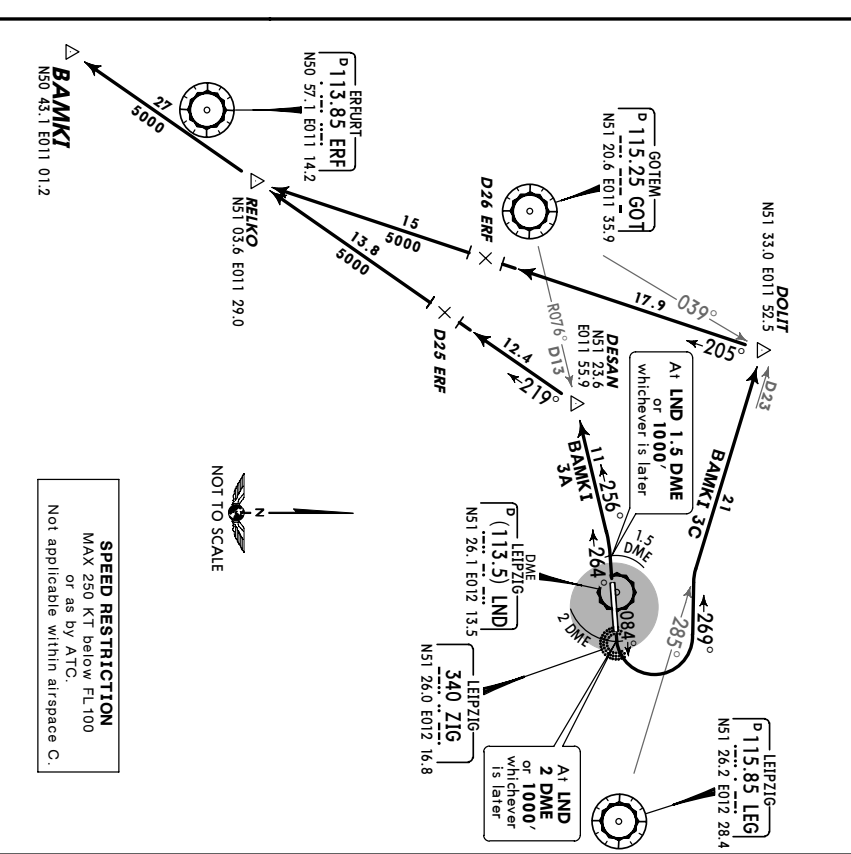 BAMKI
N50 43.1 E011 01.2
27
5000
ERFURT
D 113.85 ERF
N50 57.1 E011 14.2
RELKO
N51 03.6 E011 29.0
15
5000
13.8
5000
D26 ERF
D25 ERF
GOTEM
D 115.25 GOT
N51 20.6 E011 35.9
DOLIT
N51 33.0 E011 52.5
039°
17.9
205°
D23
R076° D13
DESAN
N51 23.6
E011 55.9
12.4
219°
At LND 1.5 DME
or 1000'
whichever is later
BAMKI
3A
11
256°
264°
1.5
DME
21
BAMKI 3C
269°
285°
084°
2 DME
DME
LEIPZIG
D (113.5) LND
N51 26.1 E012 13.5
LEIPZIG
340 ZIG
N51 26.0 E012 16.8
At LND
2 DME
or 1000'
whichever
is later
LEIPZIG
D 115.85 LEG
N51 26.2 E012 28.4
N
NOT TO SCALE
SPEED RESTRICTION
MAX 250 KT below FL100
or as by ATC.
Not applicable within airspace C.